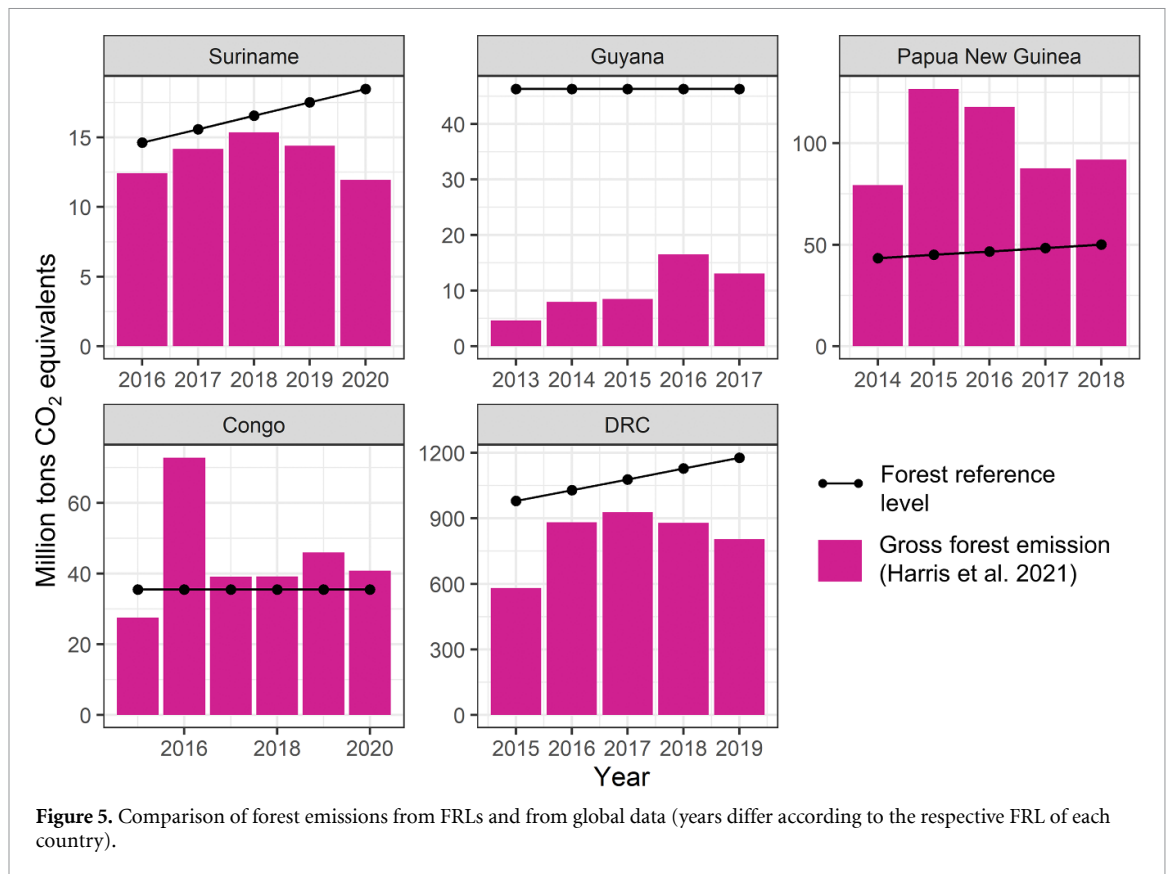 Suriname
Guyana
Papua New Guinea
15
10
5
0
2016 2017 2018 2019 2020
40
30
20
10
0
2013 2014 2015 2016 2017
100
50
0
2014 2015 2016 2017 2018
Million tons CO₂ equivalents
Congo
DRC
60
40
20
0
2016 2018 2020
1200
900
600
300
0
2015 2016 2017 2018 2019
Year
Forest reference
level
Gross forest emission
(Harris et al. 2021)
Figure 5. Comparison of forest emissions from FRLs and from global data (years differ according to the respective FRL of each
country).